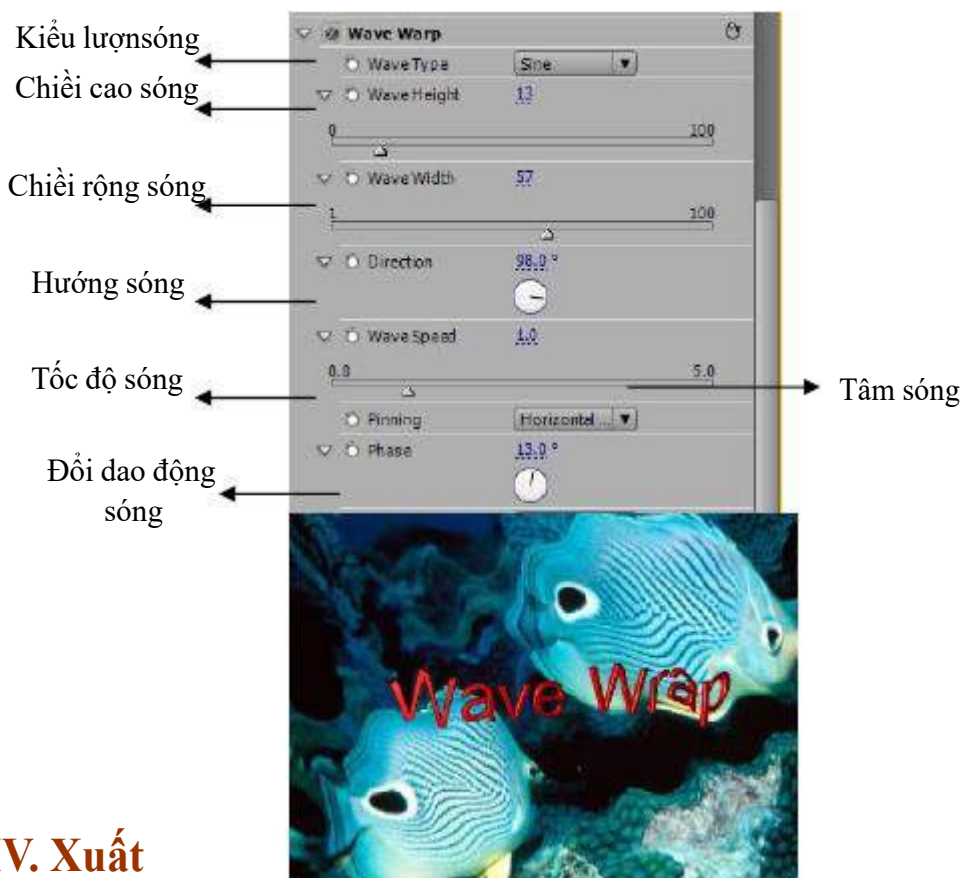 Wave Warp
Kiểu lượnsóng
Wave Type Sine
Chiềi cao sóng
Wave Height 13
0 100
Chiềi rộng sóng
Wave Width 57
1 100
Hướng sóng
Direction 98.0 °
Wave Speed 1.0
Tốc độ sóng
0.0 5.0
Tâm sóng
Pinning Horizontal ...
Đổi dao động
sóng
Phase 13.0 °
Wave Wrap
V. Xuất